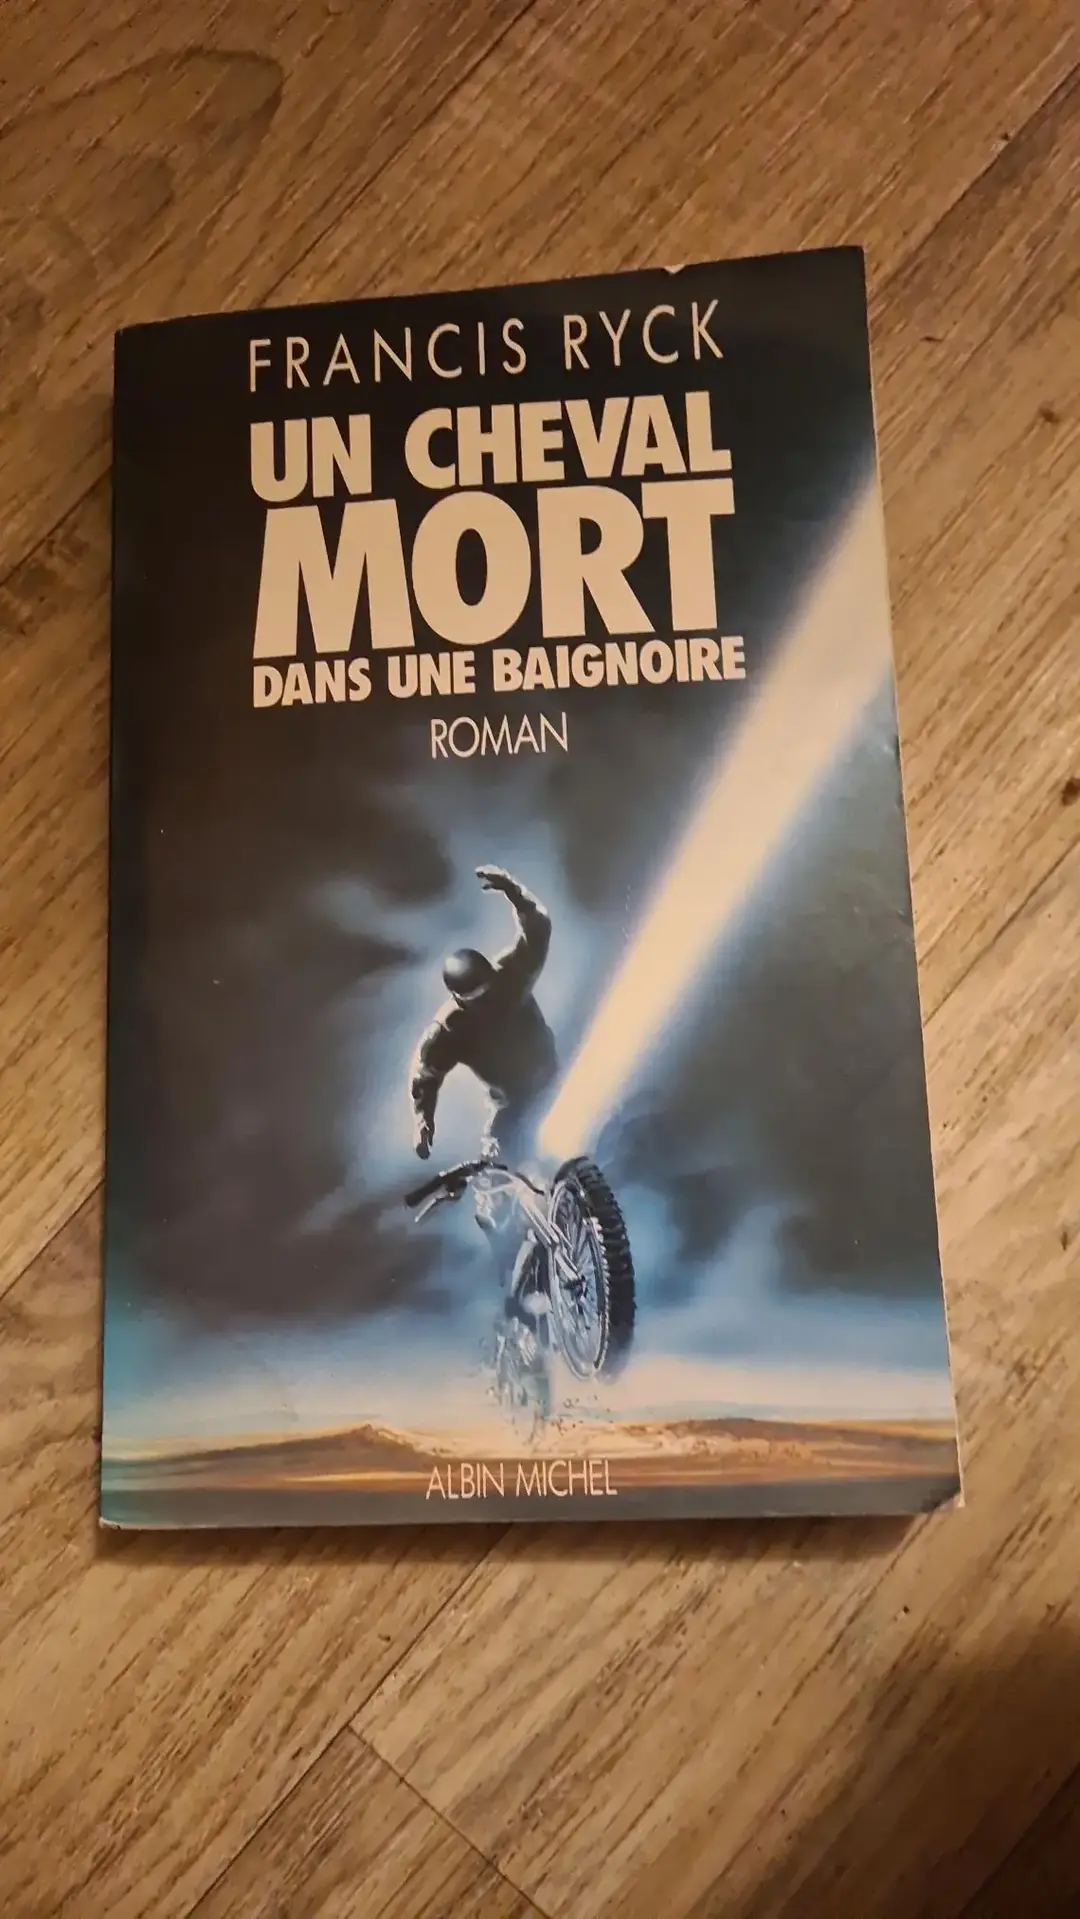 FRANCIS RYCK
UN CHEVAL
MORT
DANS UNE BAIGNOIRE
ROMAN
ALBIN MICHEL